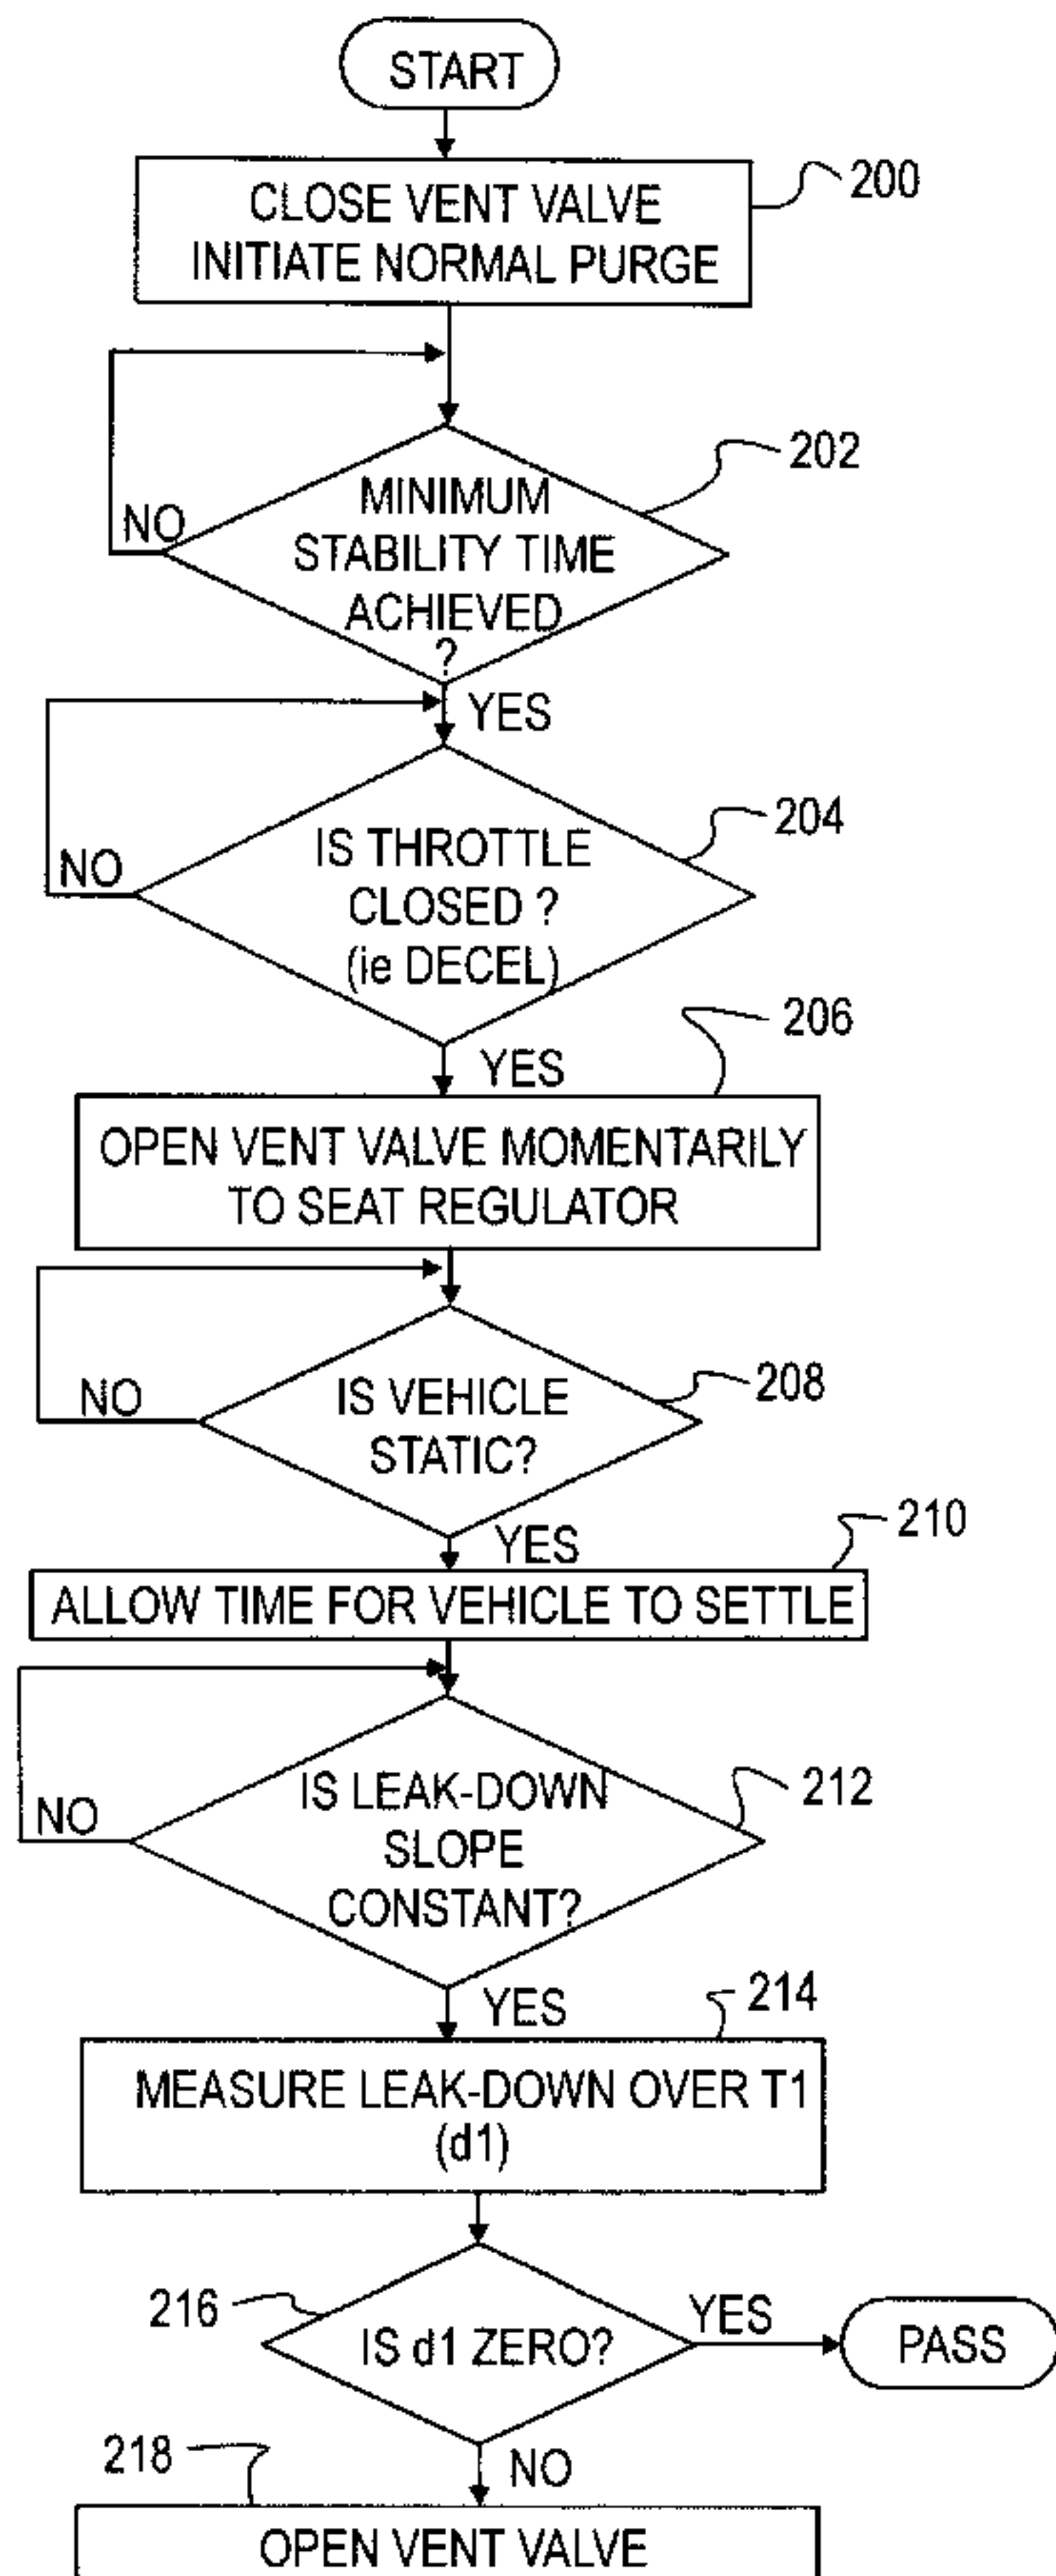 START
CLOSE VENT VALVE
INITIATE NORMAL PURGE
200
MINIMUM
STABILITY TIME
ACHIEVED
?
202
NO
YES
IS THROTTLE
CLOSED ?
(ie DECEL)
204
NO
YES
206
OPEN VENT VALVE MOMENTARILY
TO SEAT REGULATOR
IS VEHICLE
STATIC?
208
NO
YES
210
ALLOW TIME FOR VEHICLE TO SETTLE
IS LEAK-DOWN
SLOPE
CONSTANT?
212
NO
YES
214
MEASURE LEAK-DOWN OVER T1
(d1)
216
IS d1 ZERO?
YES
PASS
NO
218
OPEN VENT VALVE